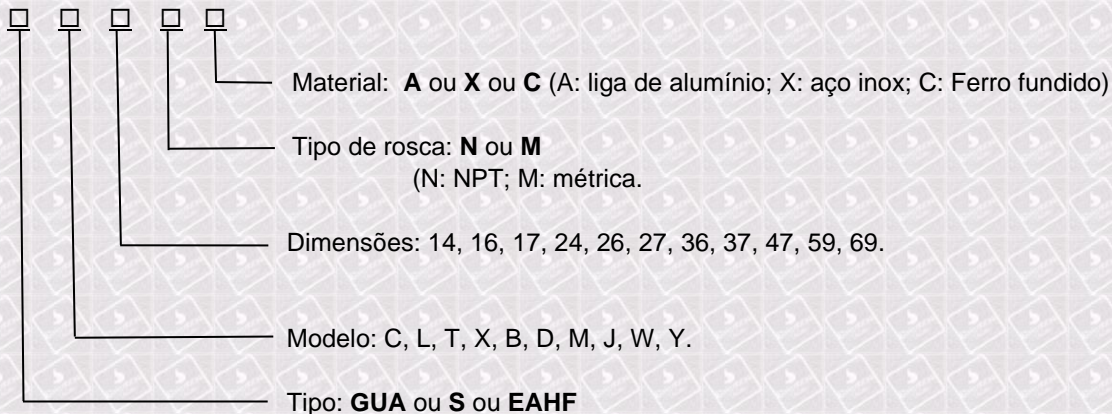 □ □ □ □ □
Material: A ou X ou C (A: liga de alumínio; X: aço inox; C: Ferro fundido)
Tipo de rosca: N ou M
(N: NPT; M: métrica.
Dimensões: 14, 16, 17, 24, 26, 27, 36, 37, 47, 59, 69.
Modelo: C, L, T, X, B, D, M, J, W, Y.
Tipo: GUA ou S ou EAHF